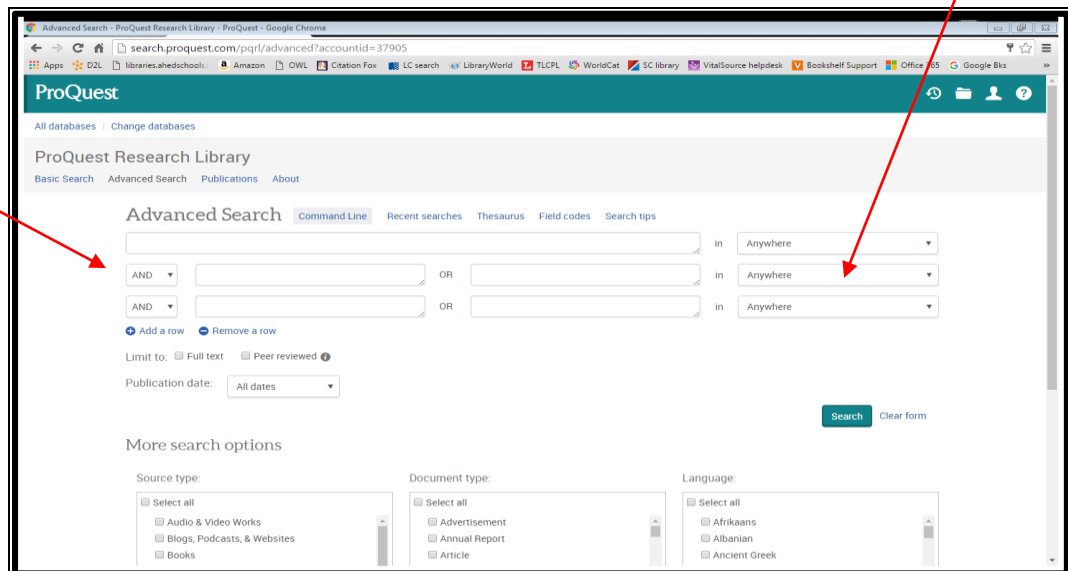 Advanced Search - ProQuest Research Library - ProQuest - Google Chrome
search.proquest.com/pqrl/advanced?accountid=37905
Apps D2L libraries.ahedschools. Amazon OWL Citation Fox LC search LibraryWorld TLCPL WorldCat SC library VitalSource helpdesk Bookshelf Support Office 365 Google Bks »
ProQuest
All databases | Change databases
ProQuest Research Library
Basic Search Advanced Search Publications About
Advanced Search Command Line Recent searches Thesaurus Field codes Search tips
in Anywhere
AND OR in Anywhere
AND OR in Anywhere
Add a row Remove a row
Limit to: Full text Peer reviewed
Publication date: All dates
Search Clear form
More search options
Source type: Document type: Language:
Select all Select all Select all
Audio & Video Works Advertisement Afrikaans
Blogs, Podcasts, & Websites Annual Report Albanian
Books Article Ancient Greek